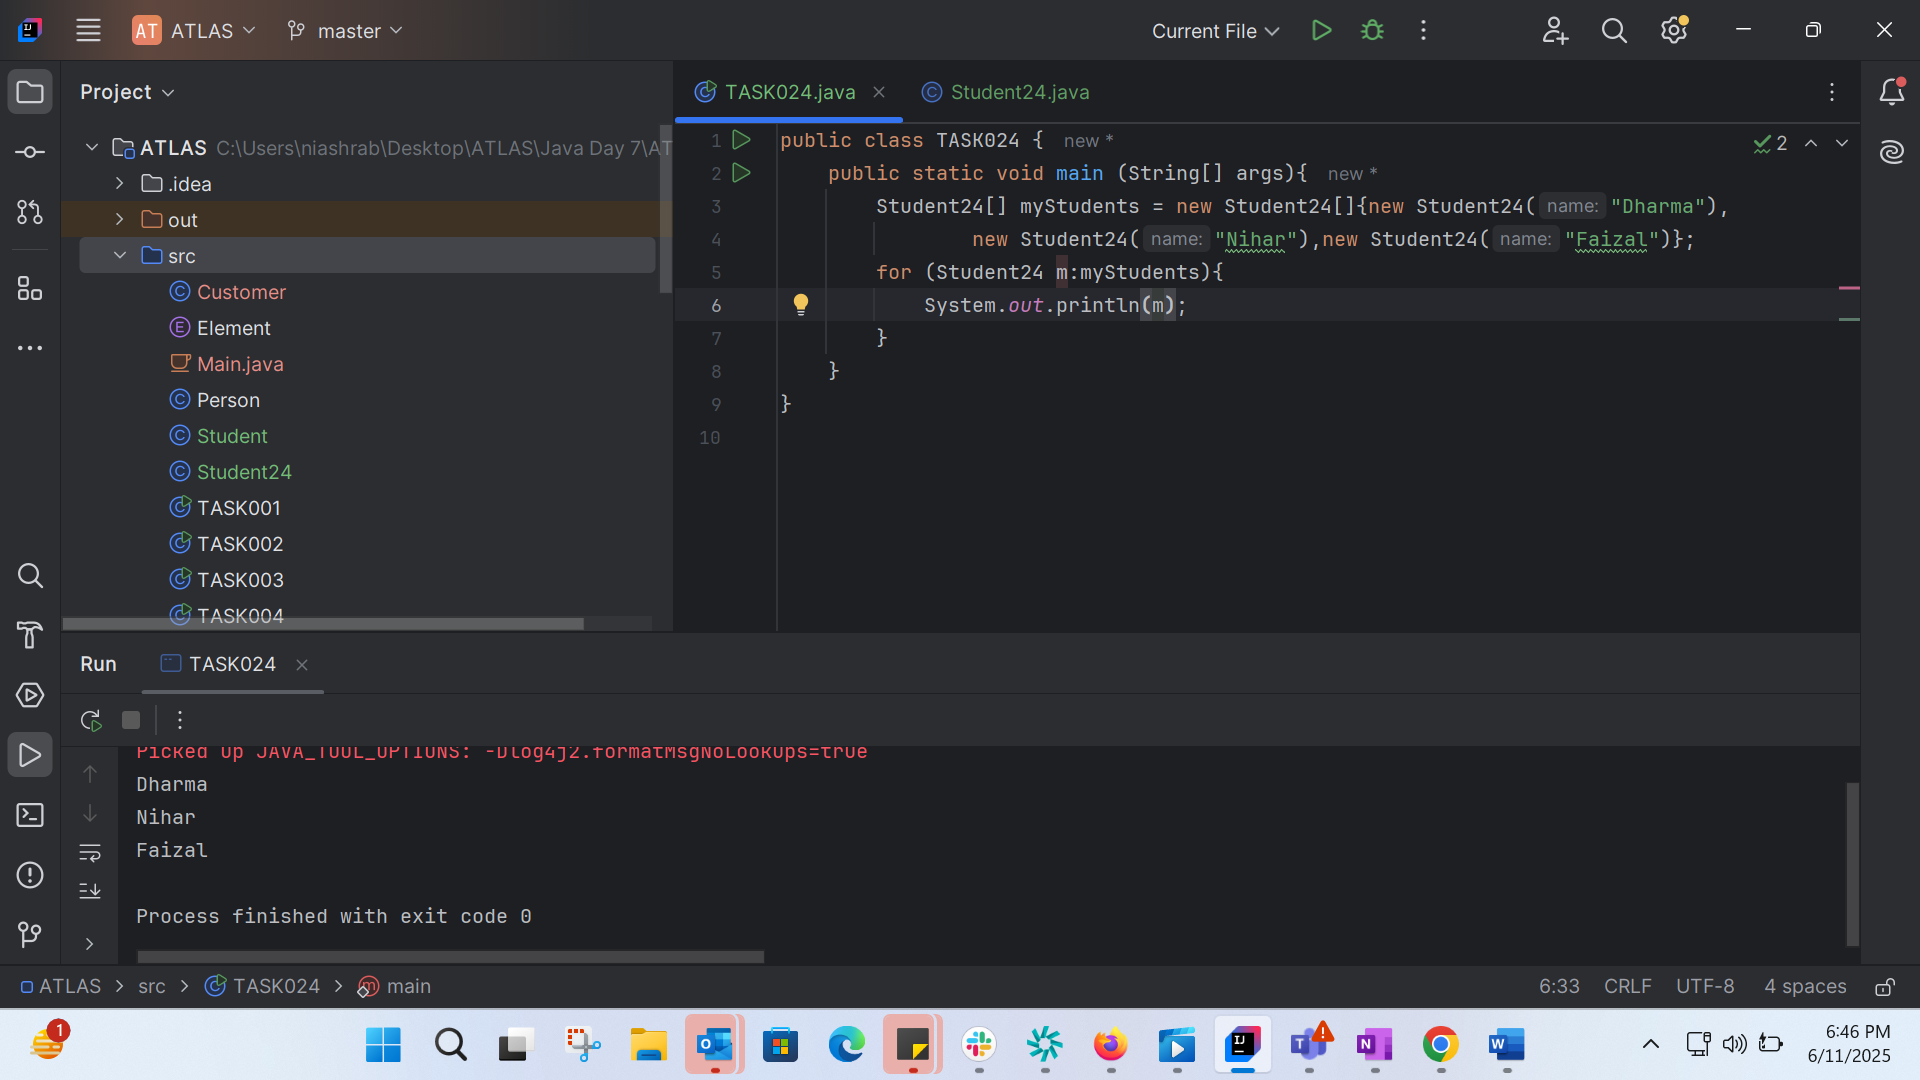 AT ATLAS master Current File
Project
ATLAS C:\Users\niashrab\Desktop\ATLAS\Java Day 7\AT
.idea
out
src
Customer
Element
Main.java
Person
Student
Student24
TASK001
TASK002
TASK003
TASK004
TASK024.java Student24.java
1 public class TASK024 { new *
2 public static void main (String[] args){ new *
3 Student24[] myStudents = new Student24[]{new Student24( name: "Dharma"),
4 new Student24( name: "Nihar"),new Student24( name: "Faizal")};
5 for (Student24 m:myStudents){
6 System.out.println(m);
7 }
8 }
9 }
10
2
Run TASK024
Picked up JAVA_TOOL_OPTIONS: -Dlog4j2.formatMsgNoLookups=true
Dharma
Nihar
Faizal
Process finished with exit code 0
ATLAS > src > TASK024 > main 6:33 CRLF UTF-8 4 spaces
1
6:46 PM
6/11/2025